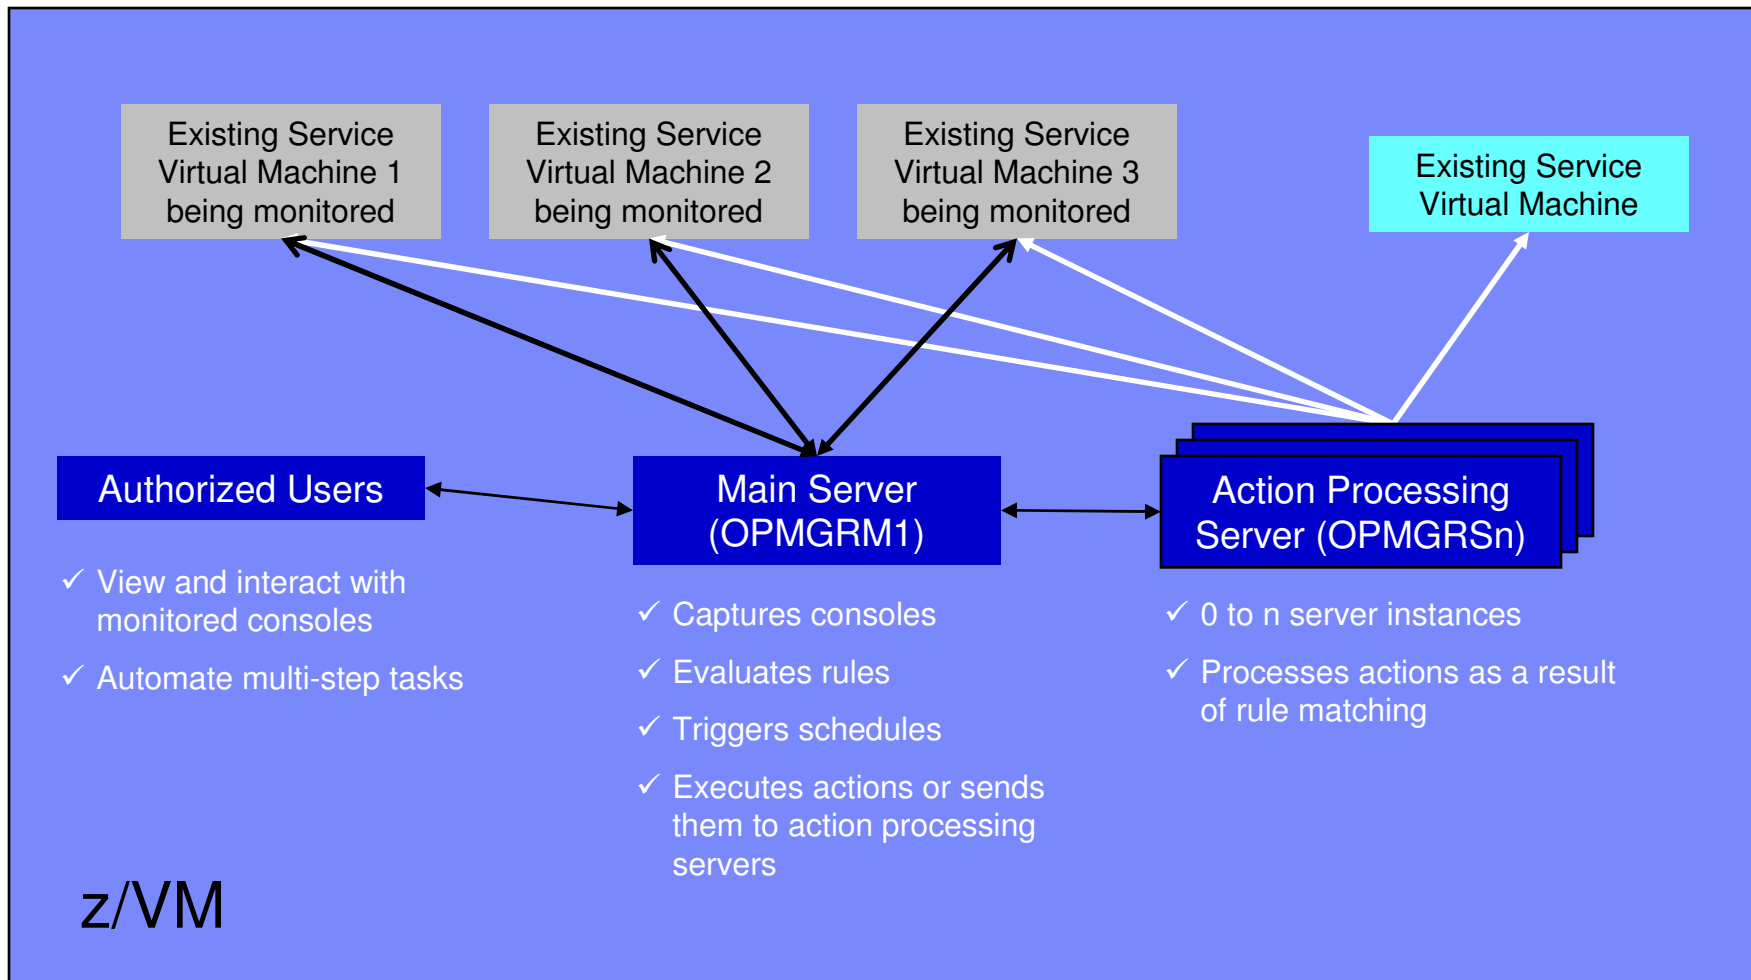 Existing Service
Virtual Machine 1
being monitored
Existing Service
Virtual Machine 2
being monitored
Existing Service
Virtual Machine 3
being monitored
Existing Service
Virtual Machine
Authorized Users
Main Server
(OPMGRM1)
Action Processing
Server (OPMGRSn)
✓ View and interact with
monitored consoles
✓ Automate multi-step tasks
✓ Captures consoles
✓ Evaluates rules
✓ Triggers schedules
✓ Executes actions or sends
them to action processing
servers
✓ 0 to n server instances
✓ Processes actions as a result
of rule matching
z/VM